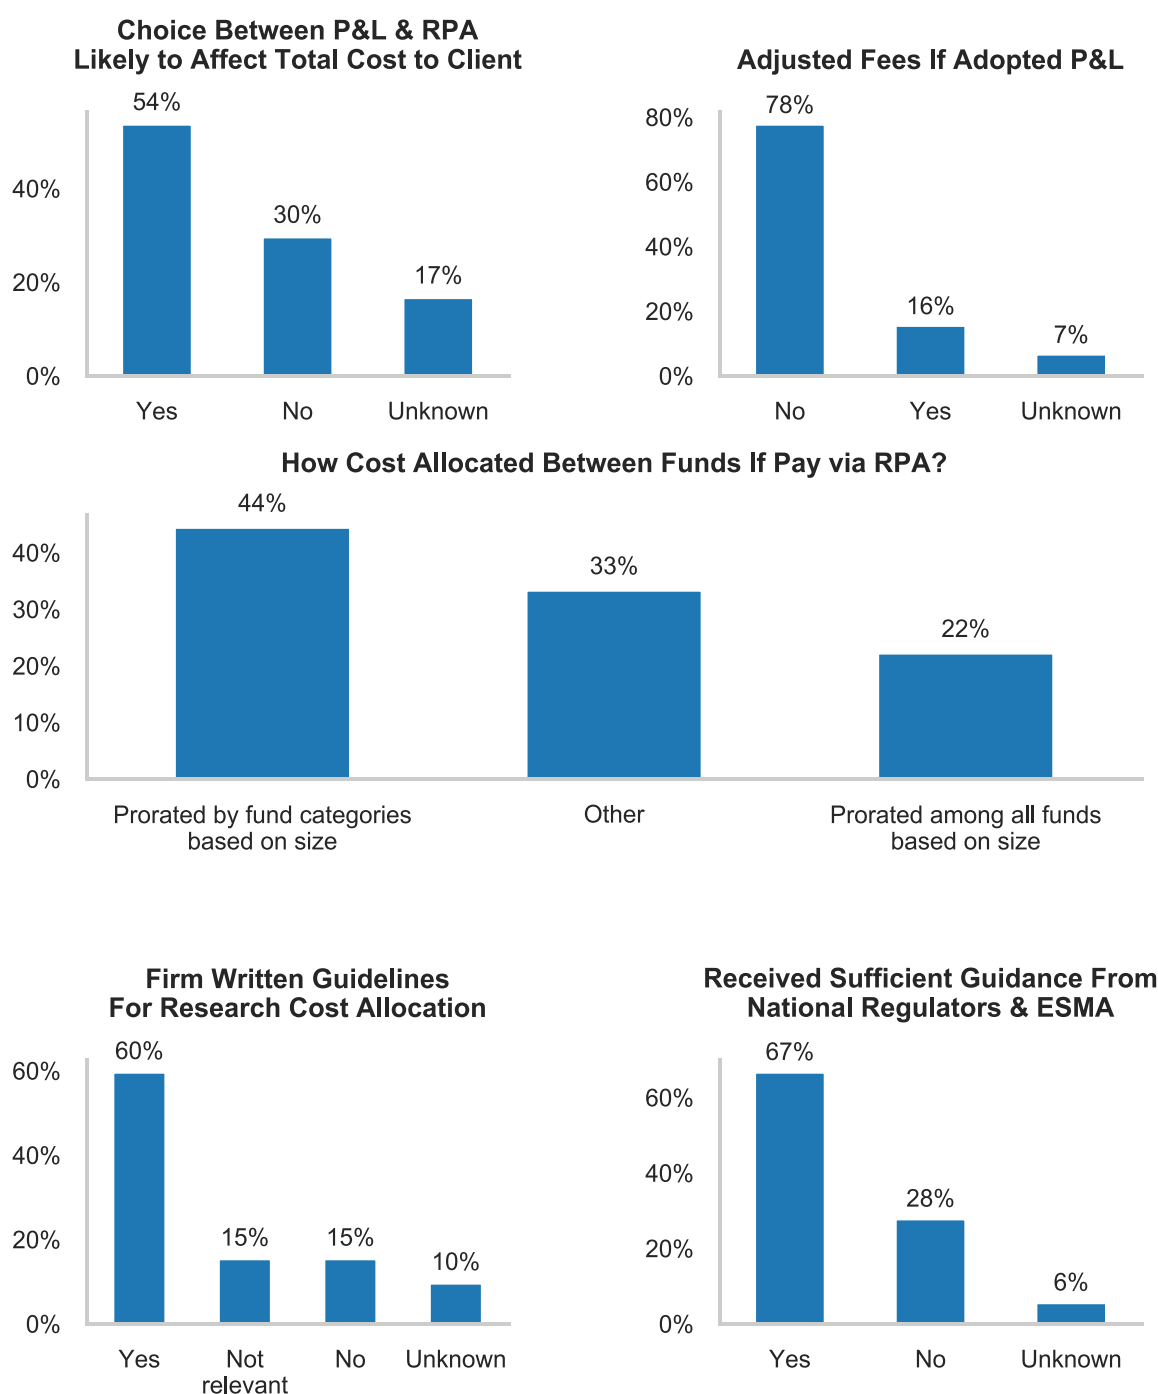 Choice Between P&L & RPA
Likely to Affect Total Cost to Client
54%
40%
30%
20%
17%
0%
Yes
No
Unknown
Adjusted Fees If Adopted P&L
80%
78%
60%
40%
20%
16%
7%
0%
No
Yes
Unknown
How Cost Allocated Between Funds If Pay via RPA?
44%
40%
33%
30%
22%
20%
10%
0%
Prorated by fund categories
based on size
Other
Prorated among all funds
based on size
Firm Written Guidelines
For Research Cost Allocation
60%
60%
40%
20%
15%
15%
10%
0%
Yes
Not
relevant
No
Unknown
Received Sufficient Guidance From
National Regulators & ESMA
67%
60%
40%
28%
20%
6%
0%
Yes
No
Unknown